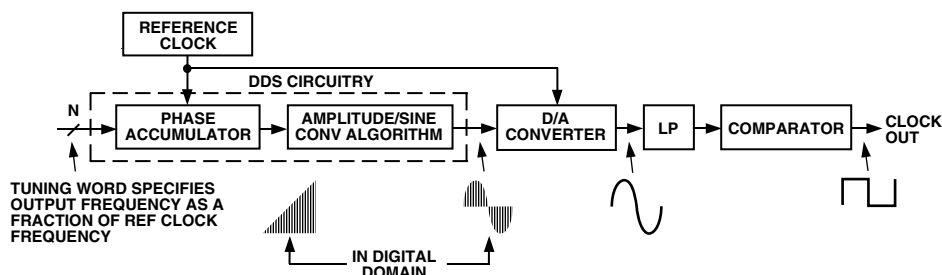 REFERENCE
CLOCK
DDS CIRCUITRY
N
PHASE
ACCUMULATOR
AMPLITUDE/SINE
CONV ALGORITHM
D/A
CONVERTER
LP
COMPARATOR
CLOCK
OUT
TUNING WORD SPECIFIES
OUTPUT FREQUENCY AS A
FRACTION OF REF CLOCK
FREQUENCY
IN DIGITAL
DOMAIN